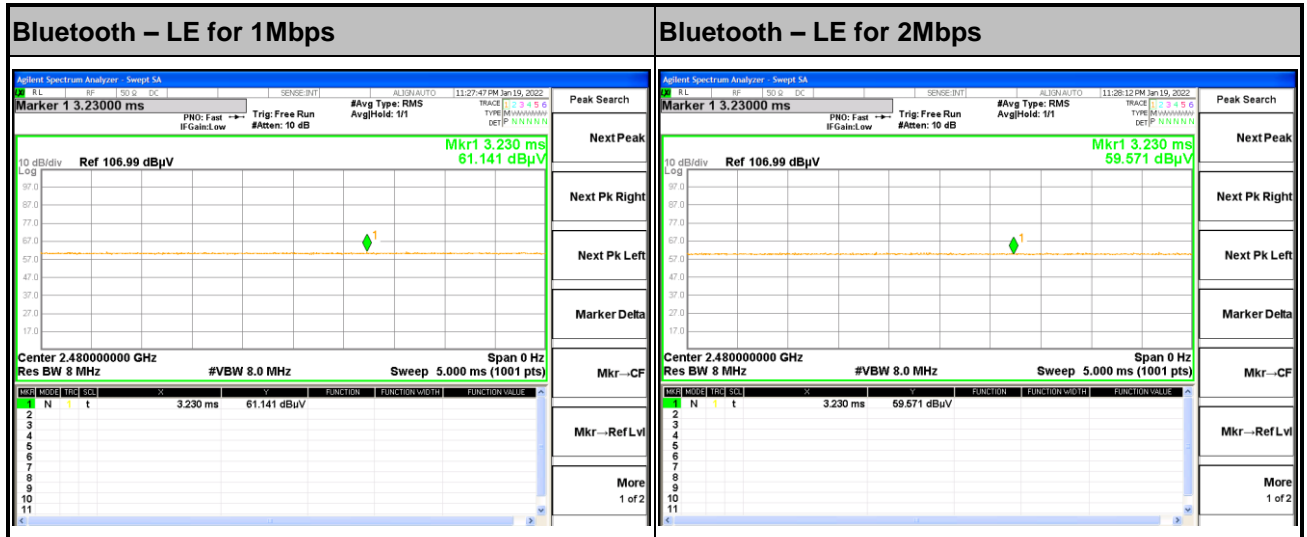 Bluetooth – LE for 1Mbps
Agilent Spectrum Analyzer - Swept SA
RL RF 50 Ω DC SENSE:INT ALIGNAUTO 11:27:47 PM Jan 19, 2022
Marker 1 3.23000 ms
PNO: Fast
IFGain:Low
Trig: Free Run
#Atten: 10 dB
#Avg Type: RMS
Avg|Hold: 1/1
TRACE 1 2 3 4 5 6
TYPE
DET P N N N N N
Mkr1 3.230 ms
61.141 dBµV
10 dB/div Ref 106.99 dBµV
Log
97.0
87.0
77.0
67.0
57.0
47.0
37.0
27.0
17.0
1
Center 2.480000000 GHz Span 0 Hz
Res BW 8 MHz #VBW 8.0 MHz Sweep 5.000 ms (1001 pts)
MKR MODE TRC SCL X Y FUNCTION FUNCTION WIDTH FUNCTION VALUE
1 N 1 t 3.230 ms 61.141 dBµV
2
3
4
5
6
7
8
9
10
11
Peak Search
Next Peak
Next Pk Right
Next Pk Left
Marker Delta
Mkr→CF
Mkr→Ref Lvl
More
1 of 2
Bluetooth – LE for 2Mbps
Agilent Spectrum Analyzer - Swept SA
RL RF 50 Ω DC SENSE:INT ALIGNAUTO 11:28:12 PM Jan 19, 2022
Marker 1 3.23000 ms
PNO: Fast
IFGain:Low
Trig: Free Run
#Atten: 10 dB
#Avg Type: RMS
Avg|Hold: 1/1
TRACE 1 2 3 4 5 6
TYPE
DET P N N N N N
Mkr1 3.230 ms
59.571 dBµV
10 dB/div Ref 106.99 dBµV
Log
97.0
87.0
77.0
67.0
57.0
47.0
37.0
27.0
17.0
1
Center 2.480000000 GHz Span 0 Hz
Res BW 8 MHz #VBW 8.0 MHz Sweep 5.000 ms (1001 pts)
MKR MODE TRC SCL X Y FUNCTION FUNCTION WIDTH FUNCTION VALUE
1 N 1 t 3.230 ms 59.571 dBµV
2
3
4
5
6
7
8
9
10
11
Peak Search
Next Peak
Next Pk Right
Next Pk Left
Marker Delta
Mkr→CF
Mkr→Ref Lvl
More
1 of 2